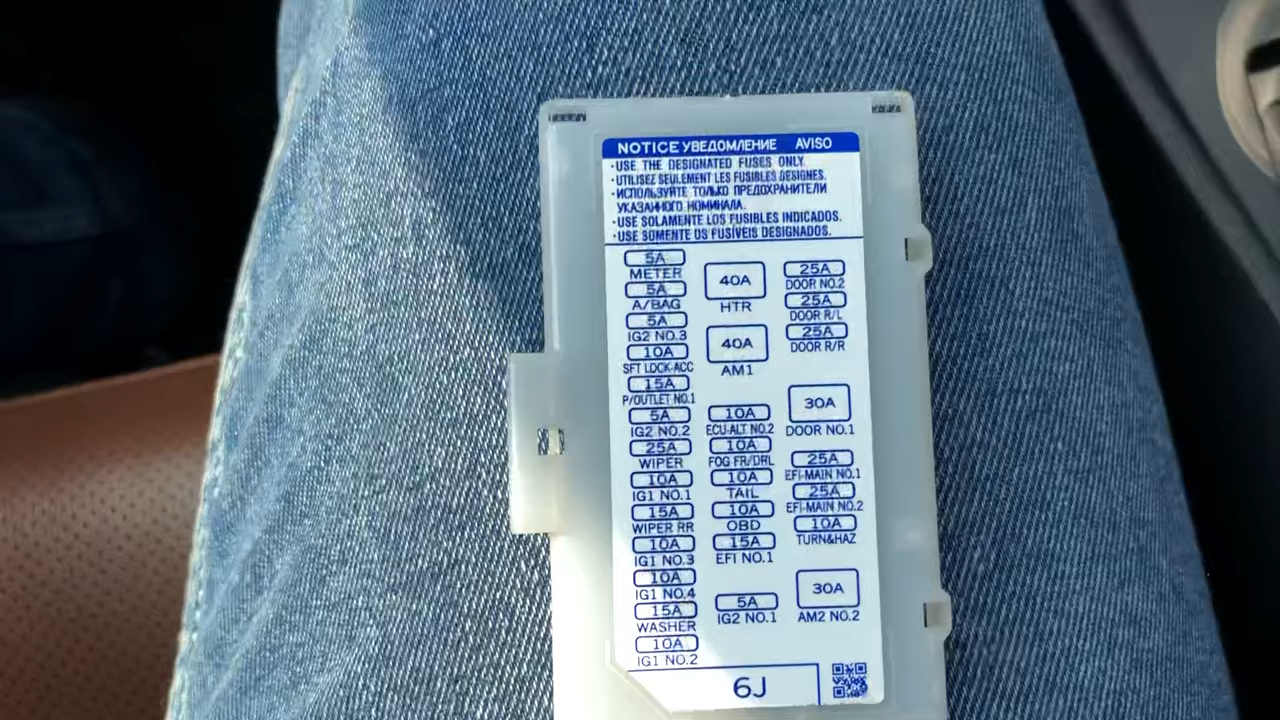 NOTICE УВЕДОМЛЕНИЕ AVISO
·USE THE DESIGNATED FUSES ONLY.
·UTILISEZ SEULEMENT LES FUSIBLES DESIGNES.
·ИСПОЛЬЗУЙТЕ ТОЛЬКО ПРЕДОХРАНИТЕЛИ
УКАЗАННОГО НОМИНАЛА.
·USE SOLAMENTE LOS FUSIBLES INDICADOS.
·USE SOMENTE OS FUSÍVEIS DESIGNADOS.
5A
METER
5A
A/BAG
5A
IG2 NO.3
10A
SFT LOCK-ACC
15A
P/OUTLET NO.1
5A
IG2 NO.2
25A
WIPER
10A
IG1 NO.1
15A
WIPER RR
10A
IG1 NO.3
10A
IG1 NO.4
15A
WASHER
10A
IG1 NO.2
40A
HTR
40A
AM1
10A
ECU-ALT NO.2
10A
FOG FR/DRL
10A
TAIL
10A
OBD
15A
EFI NO.1
5A
IG2 NO.1
25A
DOOR NO.2
25A
DOOR R/L
25A
DOOR R/R
30A
DOOR NO.1
25A
EFI-MAIN NO.1
25A
EFI-MAIN NO.2
10A
TURN&HAZ
30A
AM2 NO.2
6J